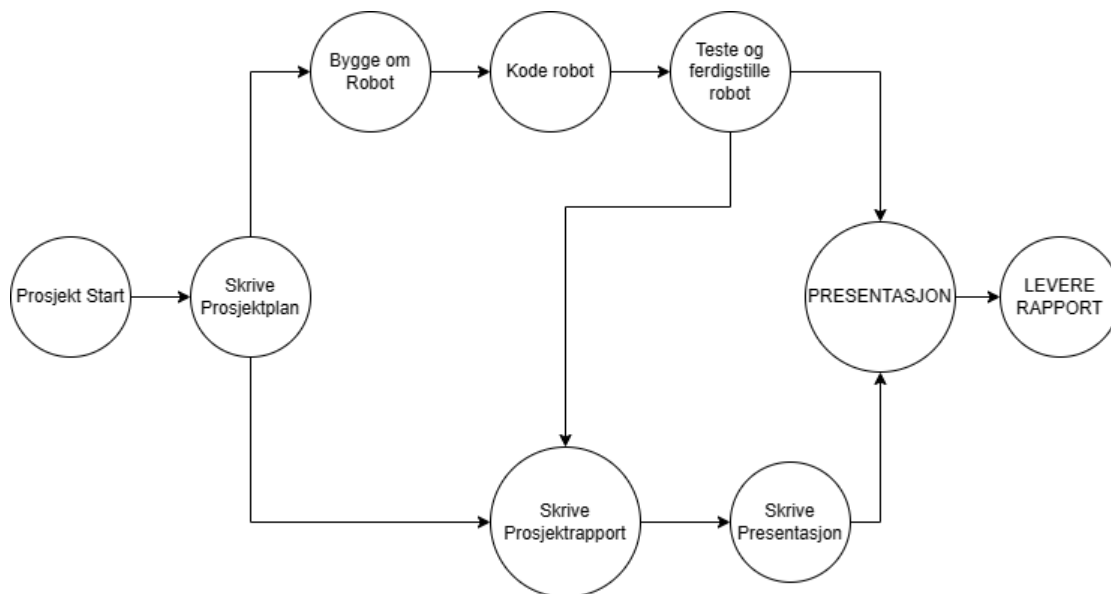 Bygge om
Robot
Kode robot
Teste og
ferdigstille
robot
Prosjekt Start
Skrive
Prosjektplan
PRESENTASJON
LEVERE
RAPPORT
Skrive
Prosjektrapport
Skrive
Presentasjon